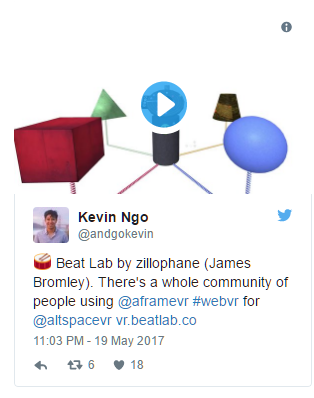 Kevin Ngo
@andgokevin
🥁 Beat Lab by zillophane (James
Bromley). There's a whole community of
people using @aframevr #webvr for
@altspacevr vr.beatlab.co
11:03 PM - 19 May 2017
6 18